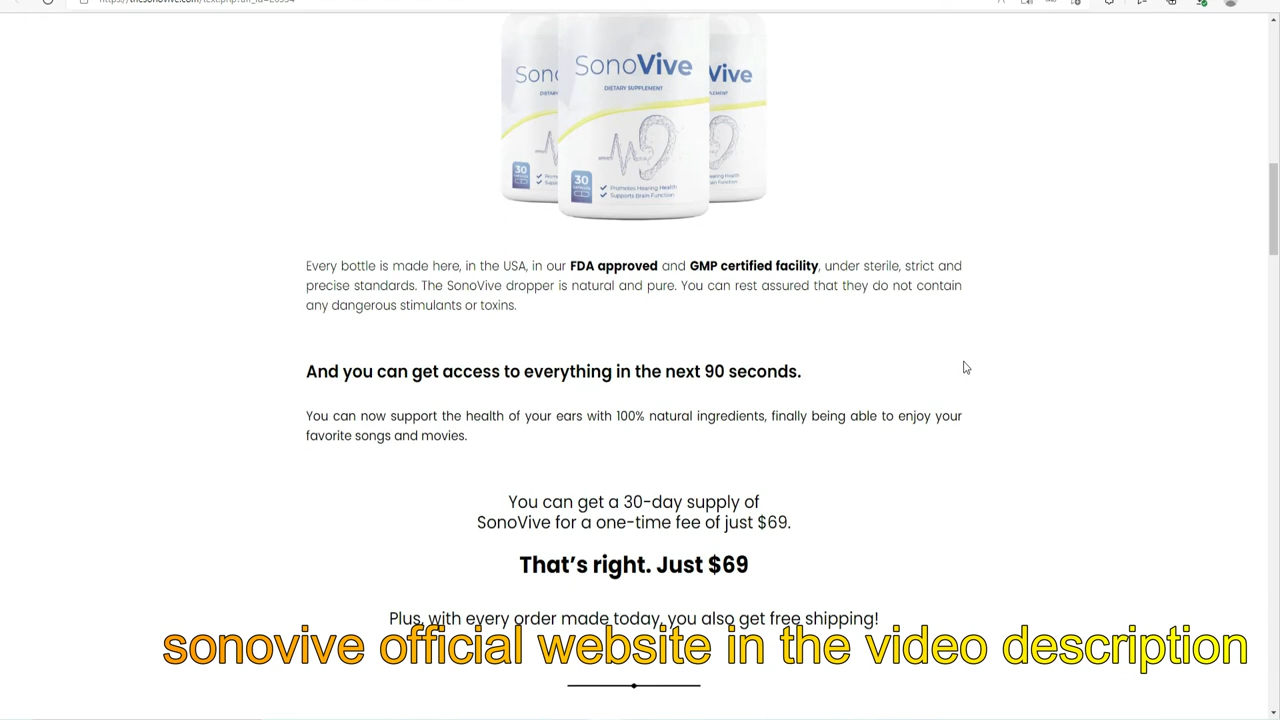 SonoVive
DIETARY SUPPLEMENT
30
Promotes Hearing Health
Supports Brain Function
Every bottle is made here, in the USA, in our FDA approved and GMP certified facility, under sterile, strict and
precise standards. The SonoVive dropper is natural and pure. You can rest assured that they do not contain
any dangerous stimulants or toxins.
And you can get access to everything in the next 90 seconds.
You can now support the health of your ears with 100% natural ingredients, finally being able to enjoy your
favorite songs and movies.
You can get a 30-day supply of
SonoVive for a one-time fee of just $69.
That’s right. Just $69
Plus, with every order made today, you also get free shipping!
sonovive official website in the video description